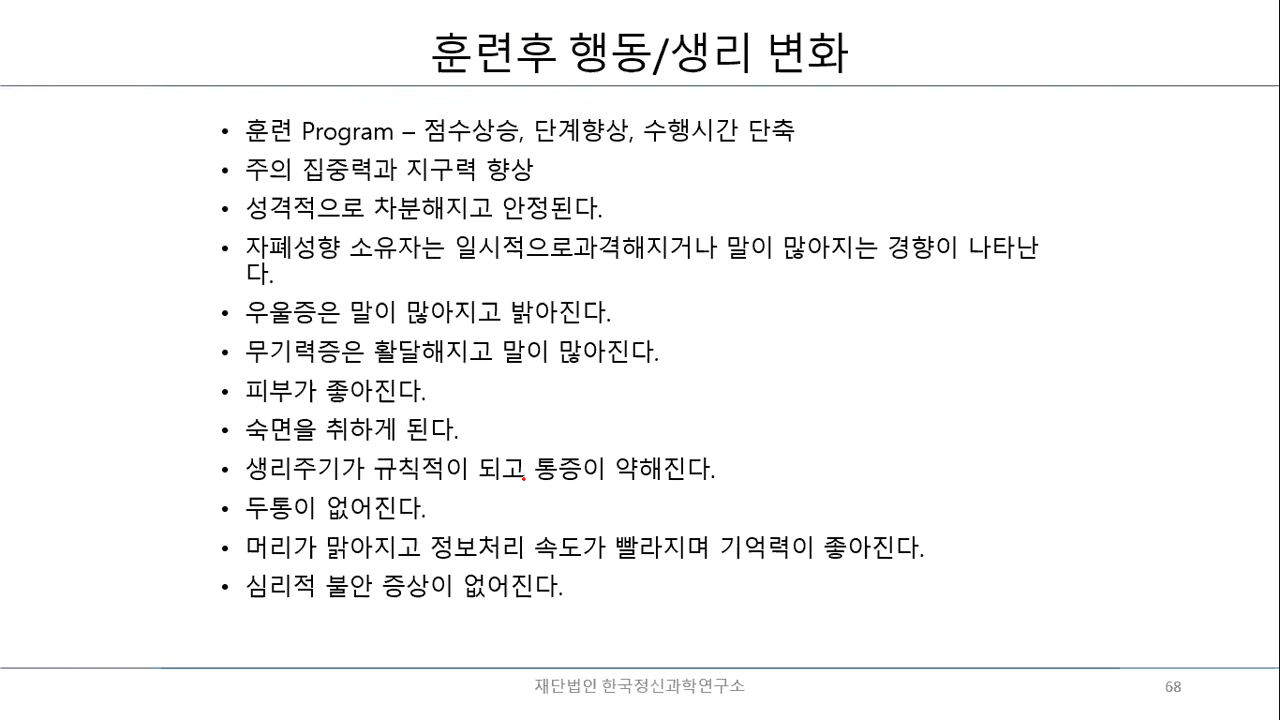 훈련후 행동/생리 변화
• 훈련 Program – 점수상승, 단계향상, 수행시간 단축
• 주의 집중력과 지구력 향상
• 성격적으로 차분해지고 안정된다.
• 자폐성향 소유자는 일시적으로과격해지거나 말이 많아지는 경향이 나타난
다.
• 우울증은 말이 많아지고 밝아진다.
• 무기력증은 활달해지고 말이 많아진다.
• 피부가 좋아진다.
• 숙면을 취하게 된다.
• 생리주기가 규칙적이 되고 통증이 약해진다.
• 두통이 없어진다.
• 머리가 맑아지고 정보처리 속도가 빨라지며 기억력이 좋아진다.
• 심리적 불안 증상이 없어진다.
재단법인 한국정신과학연구소
68